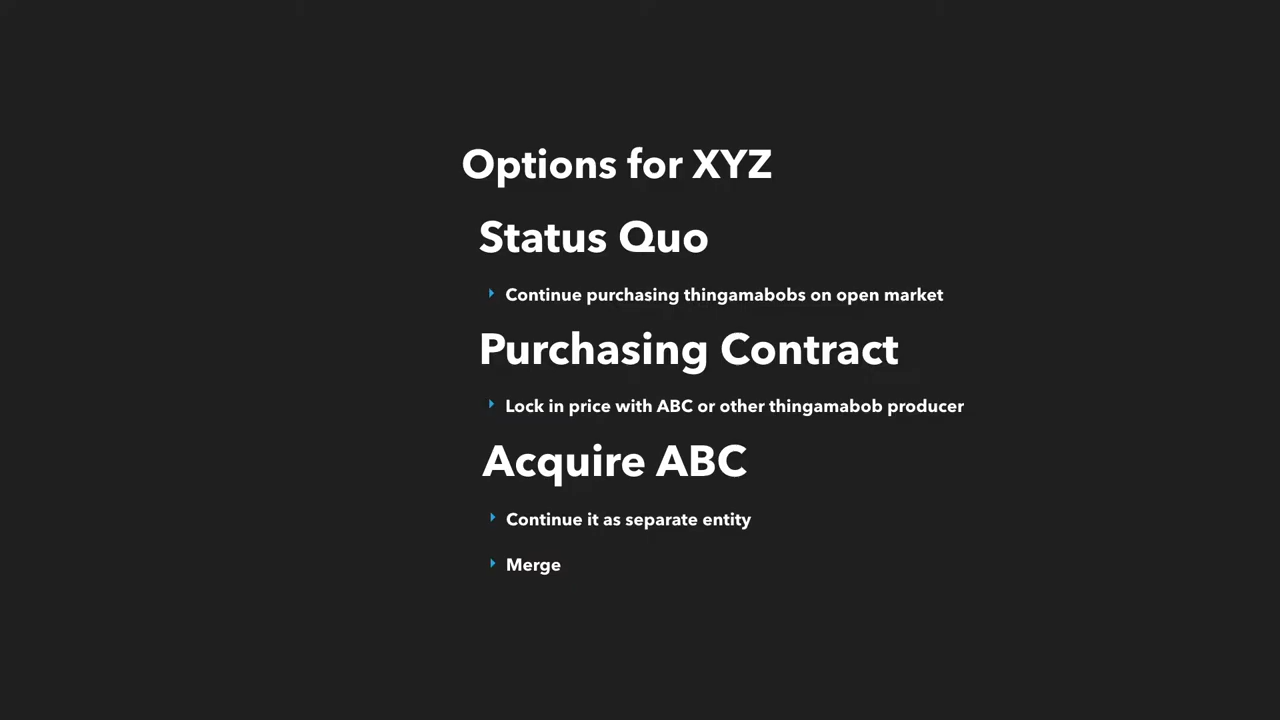 Options for XYZ
Status Quo
Continue purchasing thingamabobs on open market
Purchasing Contract
Lock in price with ABC or other thingamabob producer
Acquire ABC
Continue it as separate entity
Merge